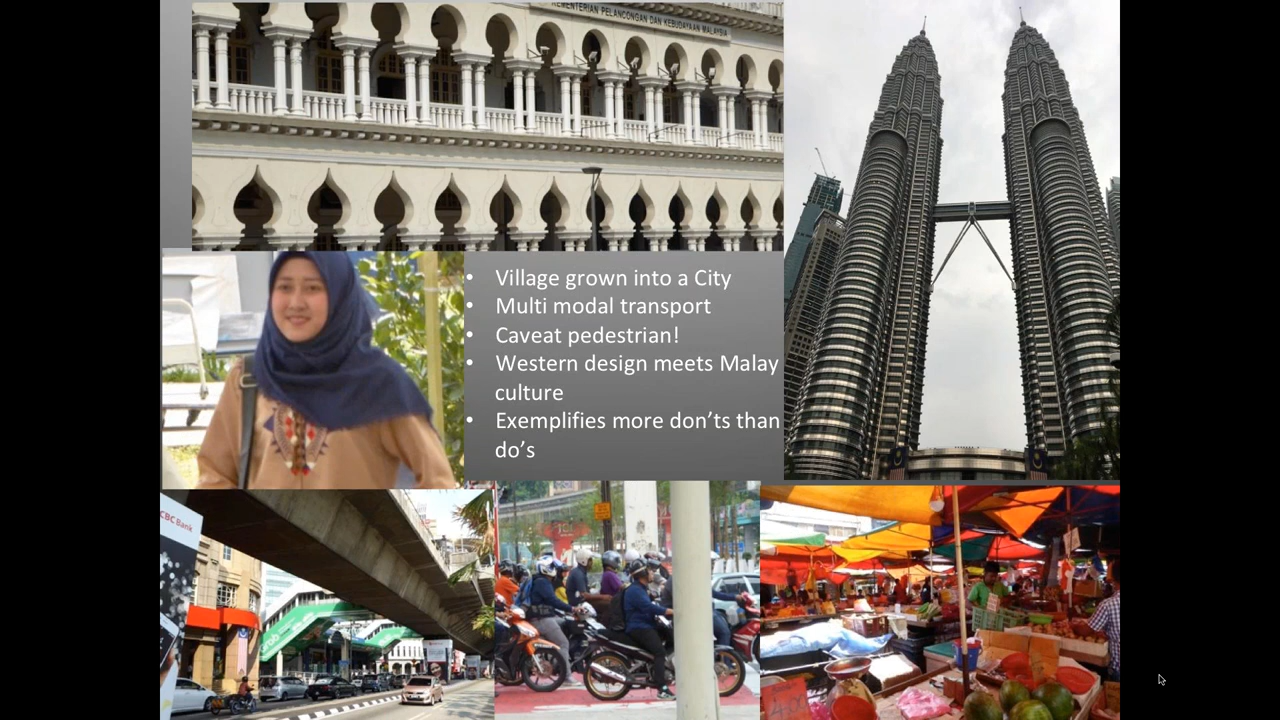 KEMENTERIAN PELANCONGAN DAN KEBUDAYAAN MALAYSIA
• Village grown into a City
• Multi modal transport
• Caveat pedestrian!
• Western design meets Malay
culture
• Exemplifies more don’ts than
do’s
CBC Bank